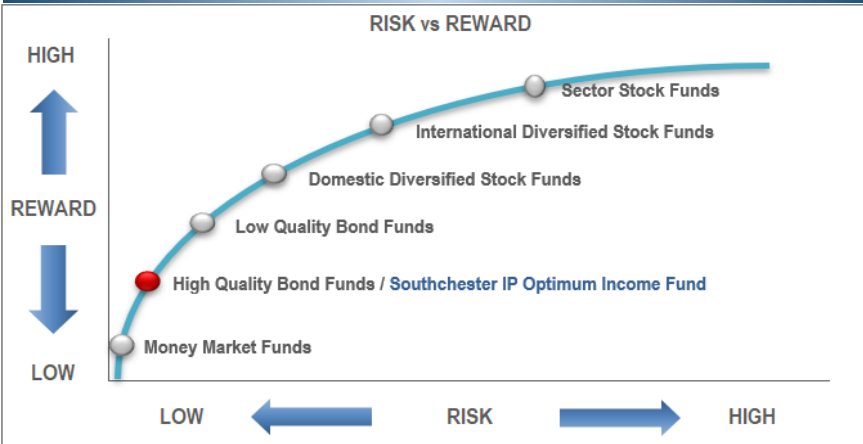 RISK vs REWARD
HIGH
Sector Stock Funds
International Diversified Stock Funds
Domestic Diversified Stock Funds
REWARD
Low Quality Bond Funds
High Quality Bond Funds / Southchester IP Optimum Income Fund
Money Market Funds
LOW
LOW RISK HIGH